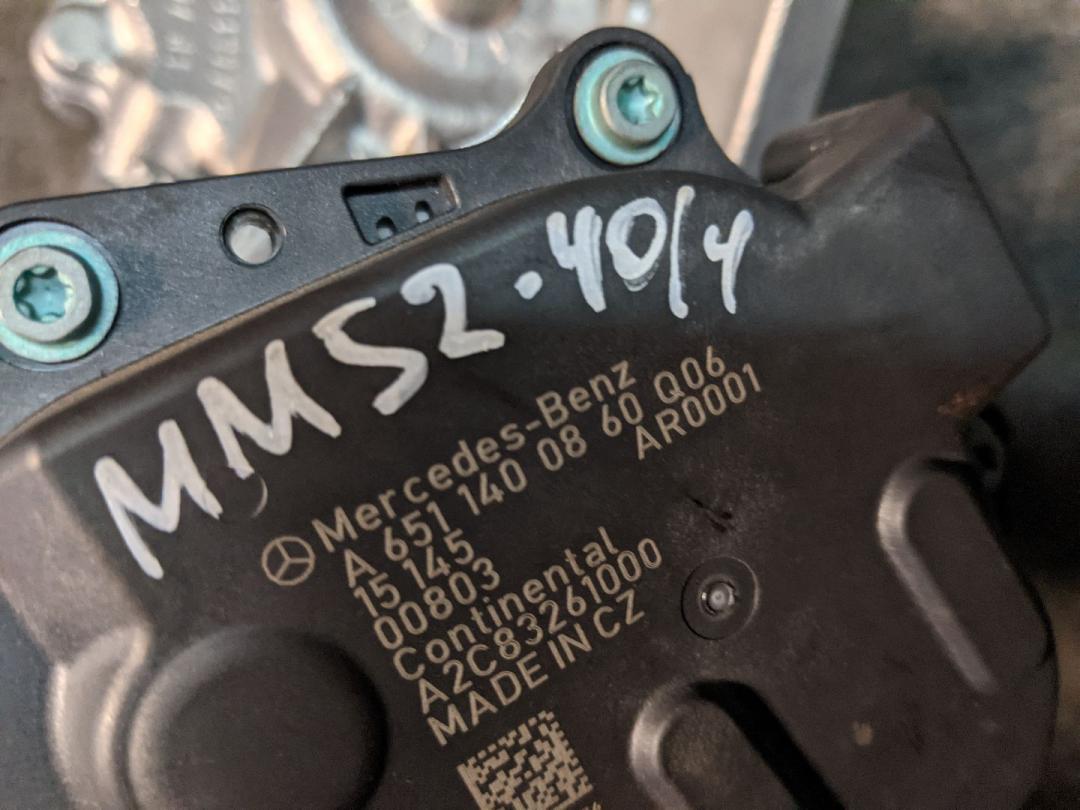 MMS2.40/4
Mercedes-Benz
A 651 140 08 60 Q06
15 145 AR0001
00803
Continental
A2C83261000
MADE IN CZ